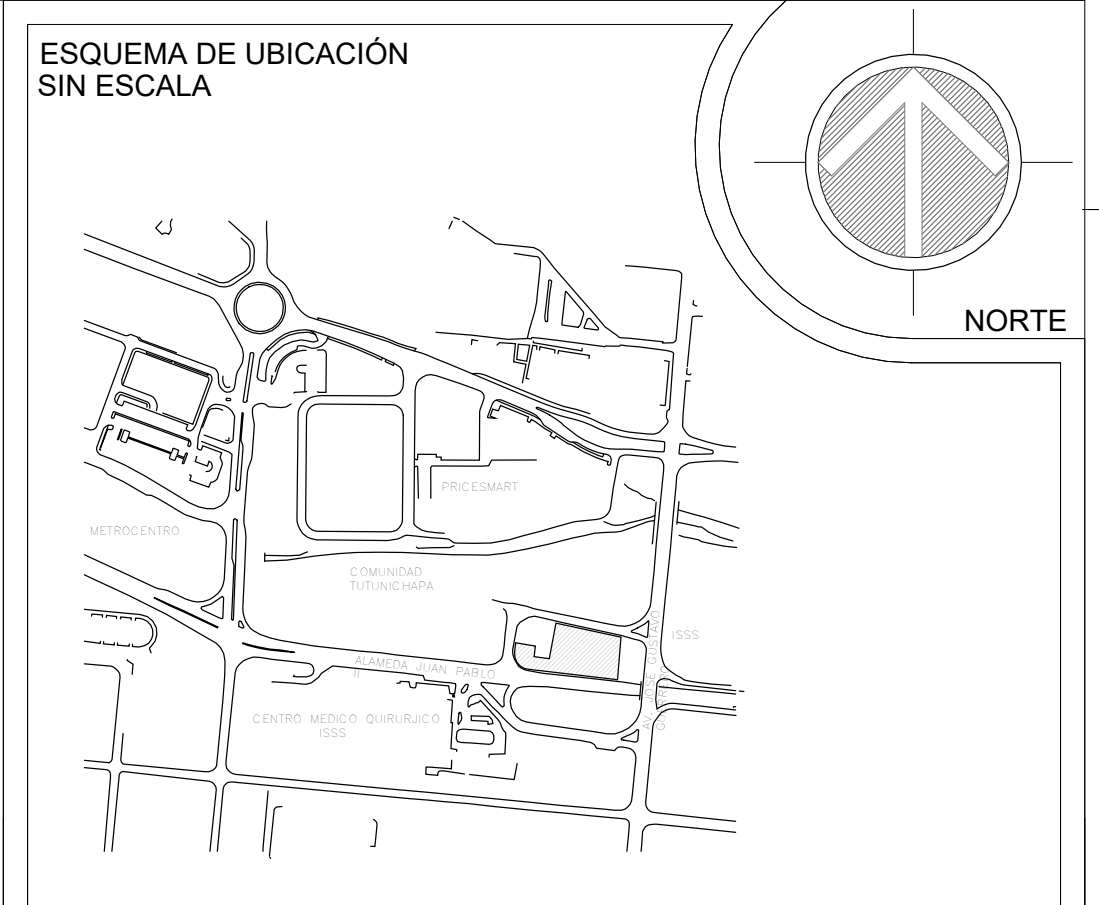 ESQUEMA DE UBICACIÓN
SIN ESCALA
NORTE
PRICESMART
METROCENTRO
COMUNIDAD
TUTUNICHAPA
ISSS
AV. JOSE GUSTAVO
GUERRERO
ALAMEDA JUAN PABLO
II
CENTRO MEDICO QUIRURJICO
ISSS